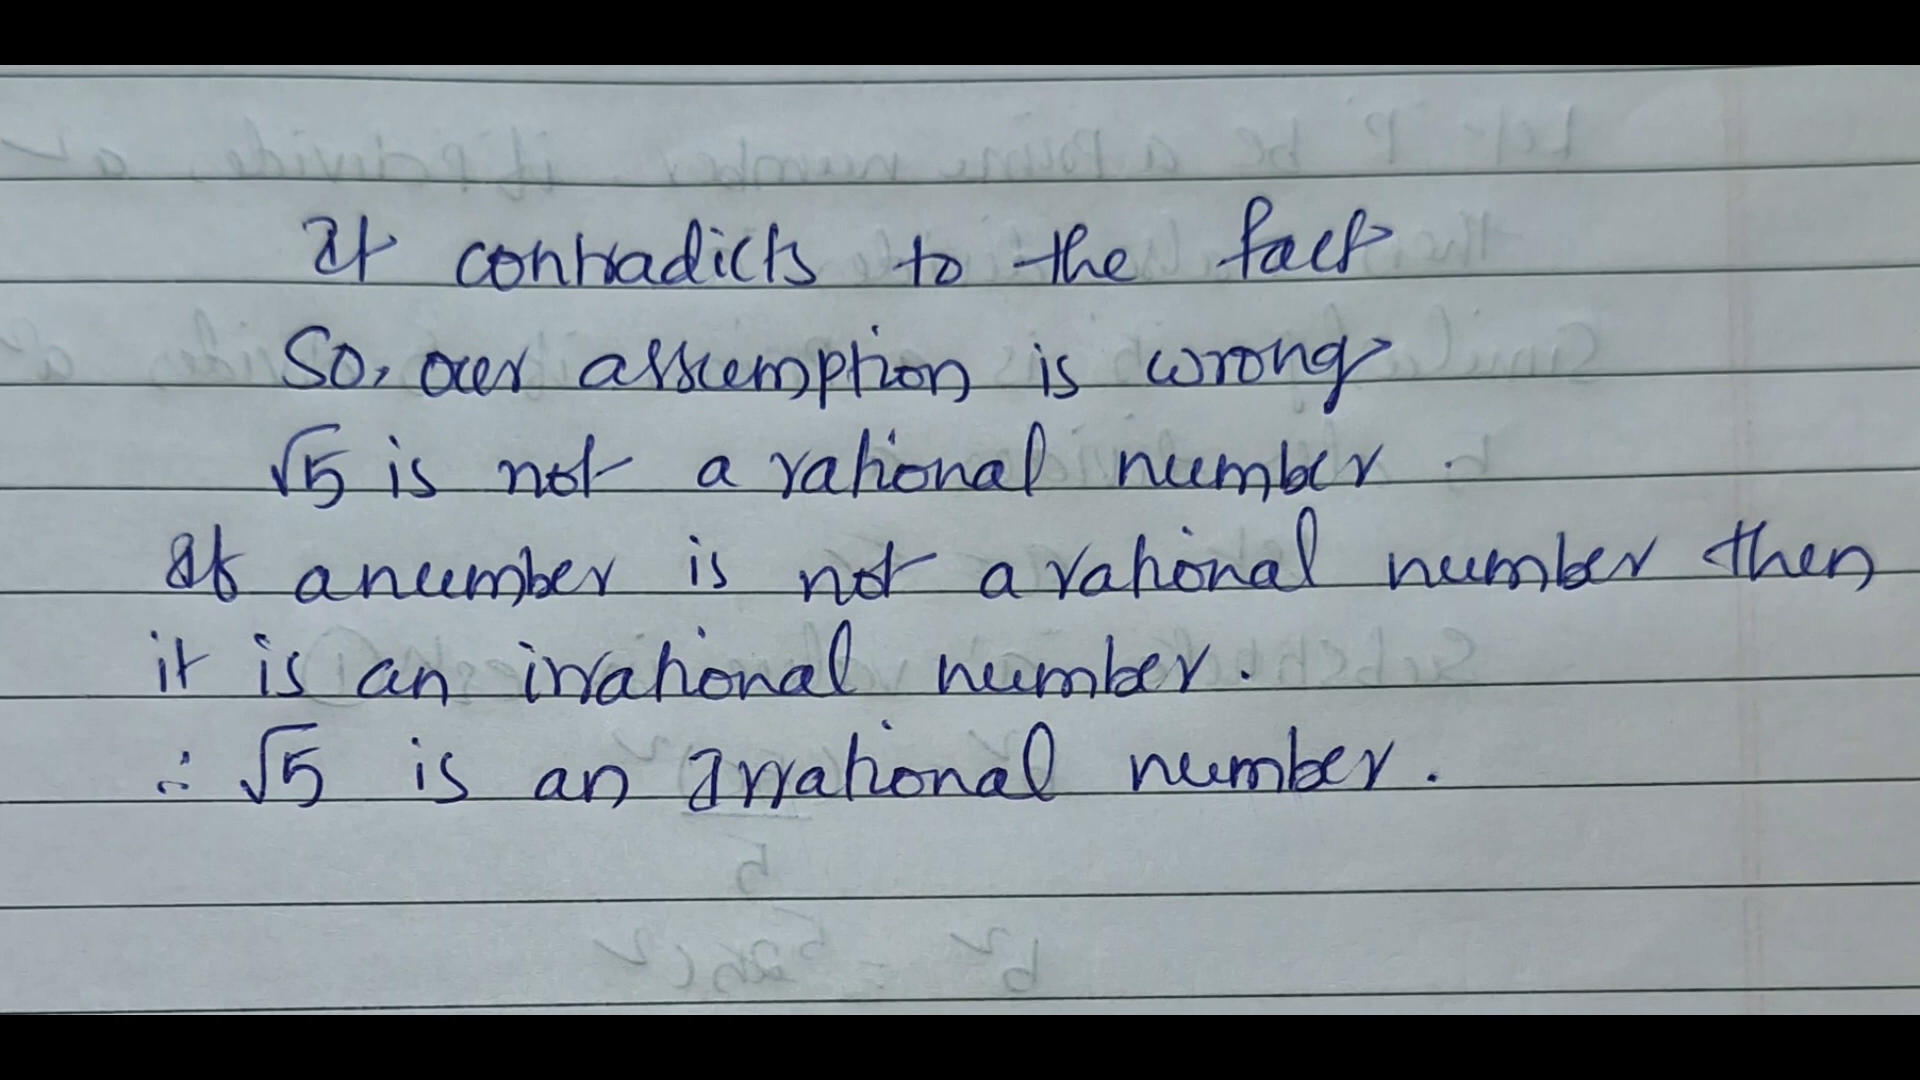 It contradicts to the fact
So, our assumption is wrong
√5 is not a rational number.
If a number is not a rational number then
it is an irrational number.
∴ √5 is an Irrational number.